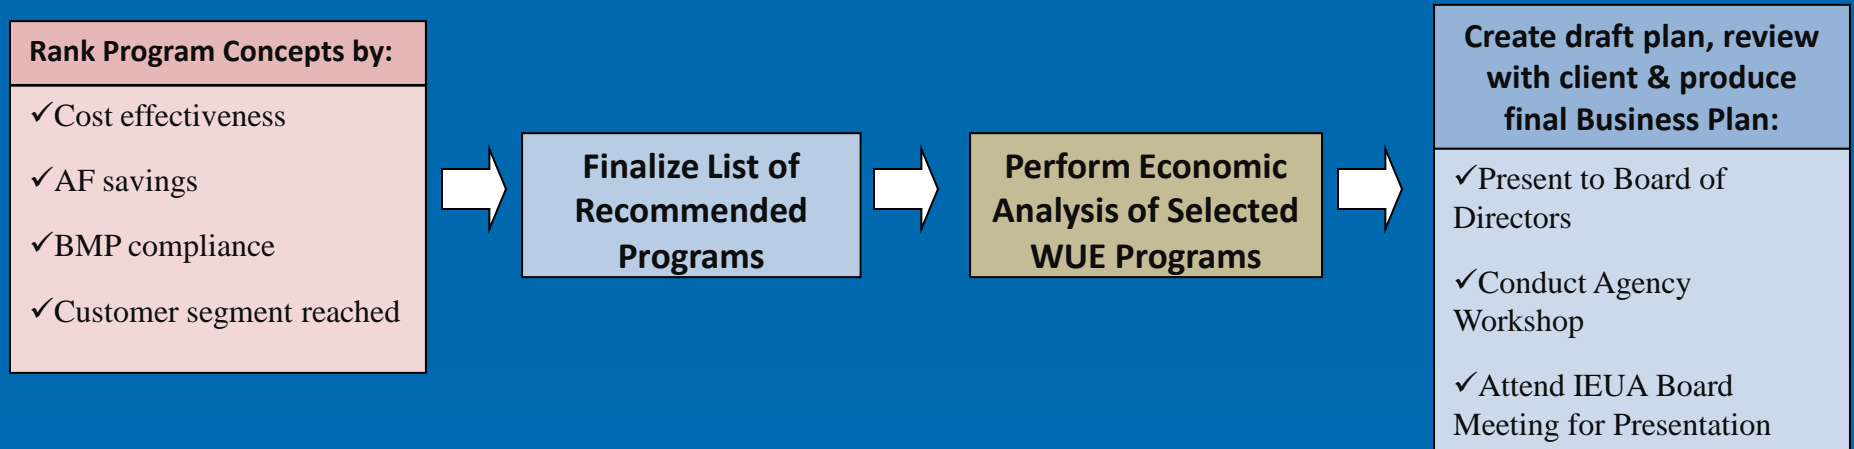 Rank Program Concepts by:
✓Cost effectiveness
✓AF savings
✓BMP compliance
✓Customer segment reached
Finalize List of
Recommended
Programs
Perform Economic
Analysis of Selected
WUE Programs
Create draft plan, review
with client & produce
final Business Plan:
✓Present to Board of
Directors
✓Conduct Agency
Workshop
✓Attend IEUA Board
Meeting for Presentation